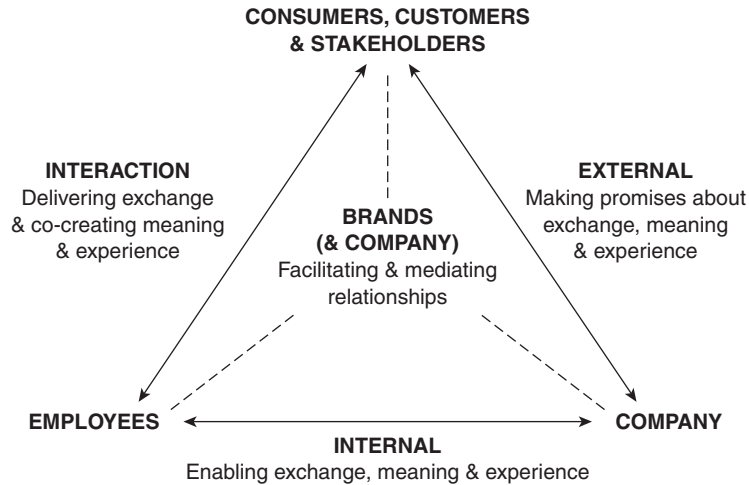 CONSUMERS, CUSTOMERS
& STAKEHOLDERS
INTERACTION
Delivering exchange
& co-creating meaning
& experience
EXTERNAL
Making promises about
exchange, meaning
& experience
BRANDS
(& COMPANY)
Facilitating & mediating
relationships
EMPLOYEES
COMPANY
INTERNAL
Enabling exchange, meaning & experience